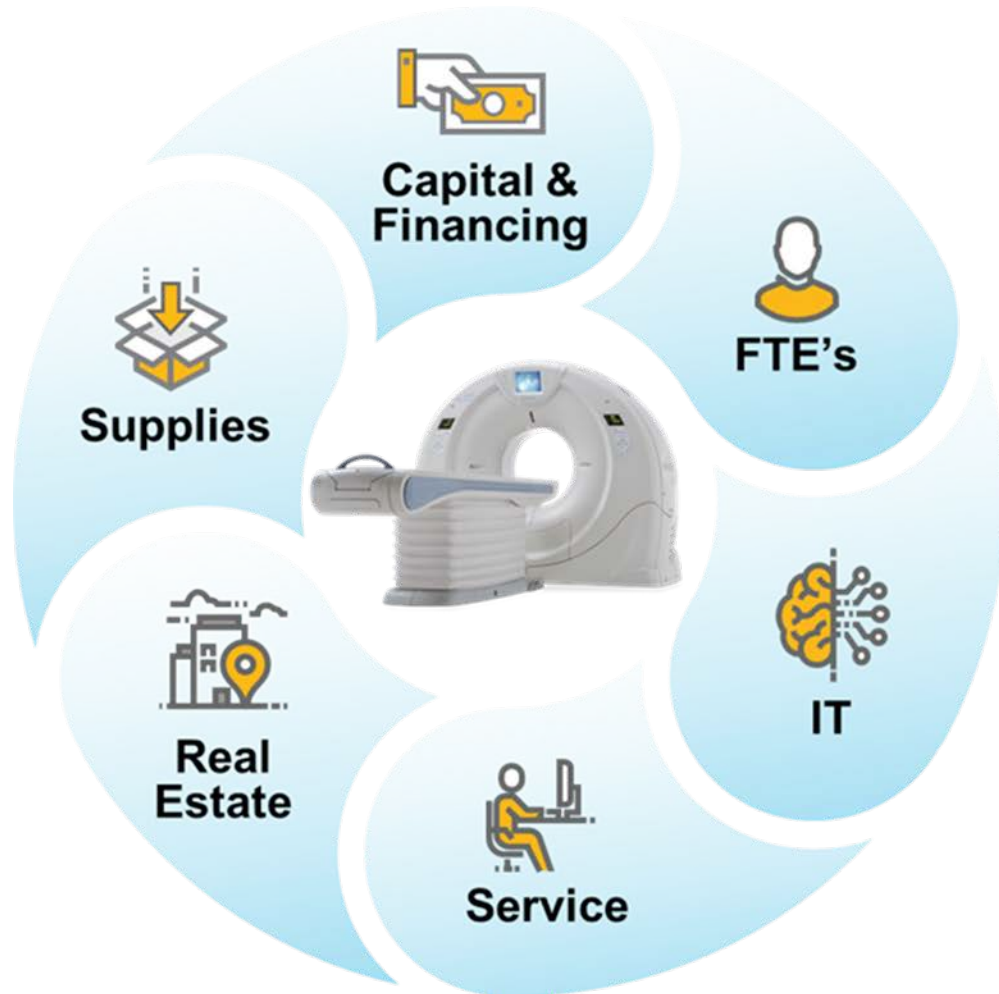 Capital &
Financing
FTE’s
IT
Service
Real
Estate
Supplies